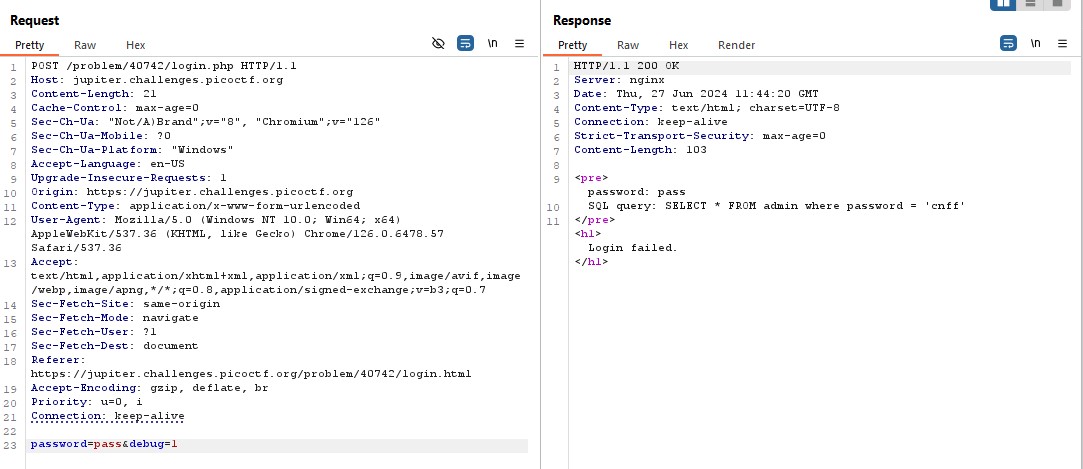 Request
Pretty Raw Hex \n
1 POST /problem/40742/login.php HTTP/1.1
2 Host: jupiter.challenges.picoctf.org
3 Content-Length: 21
4 Cache-Control: max-age=0
5 Sec-Ch-Ua: "Not/A)Brand";v="8", "Chromium";v="126"
6 Sec-Ch-Ua-Mobile: ?0
7 Sec-Ch-Ua-Platform: "Windows"
8 Accept-Language: en-US
9 Upgrade-Insecure-Requests: 1
10 Origin: https://jupiter.challenges.picoctf.org
11 Content-Type: application/x-www-form-urlencoded
12 User-Agent: Mozilla/5.0 (Windows NT 10.0; Win64; x64)
AppleWebKit/537.36 (KHTML, like Gecko) Chrome/126.0.6478.57
Safari/537.36
13 Accept:
text/html,application/xhtml+xml,application/xml;q=0.9,image/avif,image
/webp,image/apng,*/*;q=0.8,application/signed-exchange;v=b3;q=0.7
14 Sec-Fetch-Site: same-origin
15 Sec-Fetch-Mode: navigate
16 Sec-Fetch-User: ?1
17 Sec-Fetch-Dest: document
18 Referer:
https://jupiter.challenges.picoctf.org/problem/40742/login.html
19 Accept-Encoding: gzip, deflate, br
20 Priority: u=0, i
21 Connection: keep-alive
22
23 password=pass&debug=1
Response
Pretty Raw Hex Render \n
1 HTTP/1.1 200 OK
2 Server: nginx
3 Date: Thu, 27 Jun 2024 11:44:20 GMT
4 Content-Type: text/html; charset=UTF-8
5 Connection: keep-alive
6 Strict-Transport-Security: max-age=0
7 Content-Length: 103
8
9 <pre>
password: pass
10 SQL query: SELECT * FROM admin where password = 'cnff'
11 </pre>
<h1>
Login failed.
</h1>